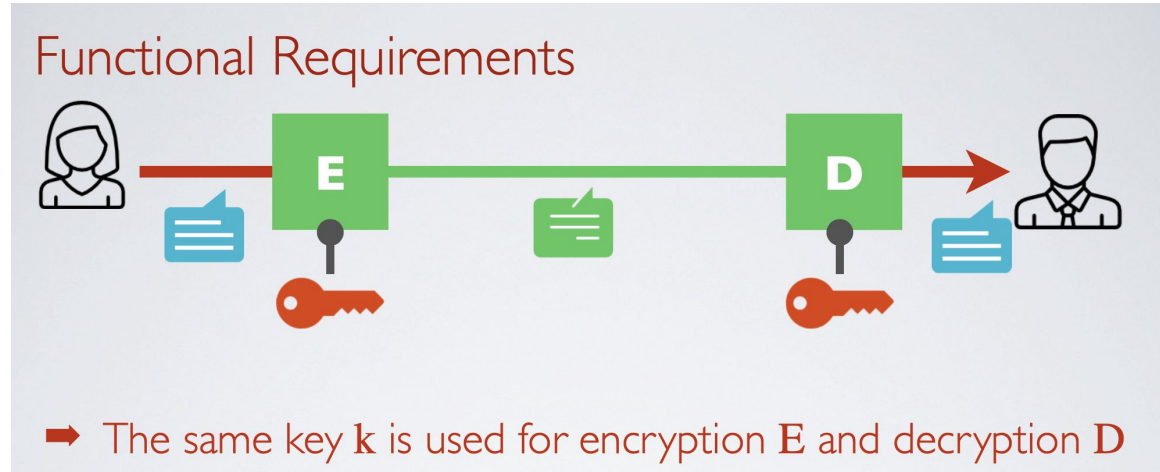 Functional Requirements
E
D
➡ The same key k is used for encryption E and decryption D